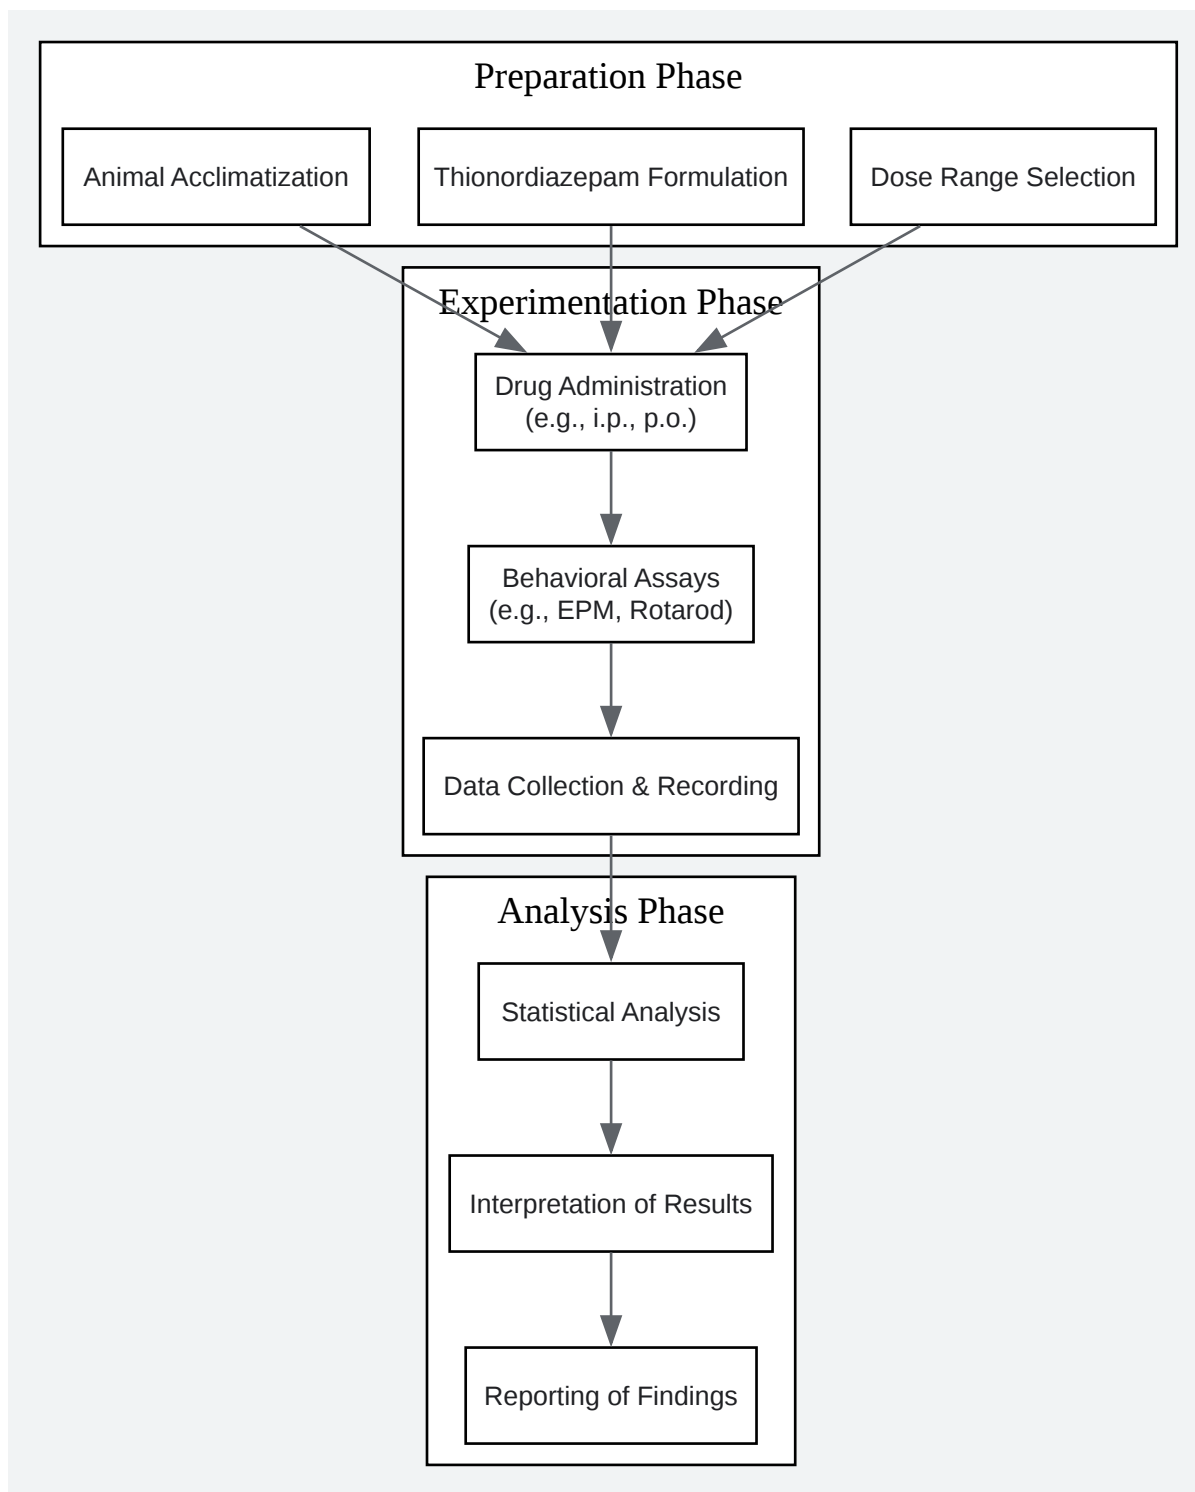 Preparation Phase
Animal Acclimatization
Thionordiazepam Formulation
Dose Range Selection
Experimentation Phase
Drug Administration
(e.g., i.p., p.o.)
Behavioral Assays
(e.g., EPM, Rotarod)
Data Collection & Recording
Analysis Phase
Statistical Analysis
Interpretation of Results
Reporting of Findings